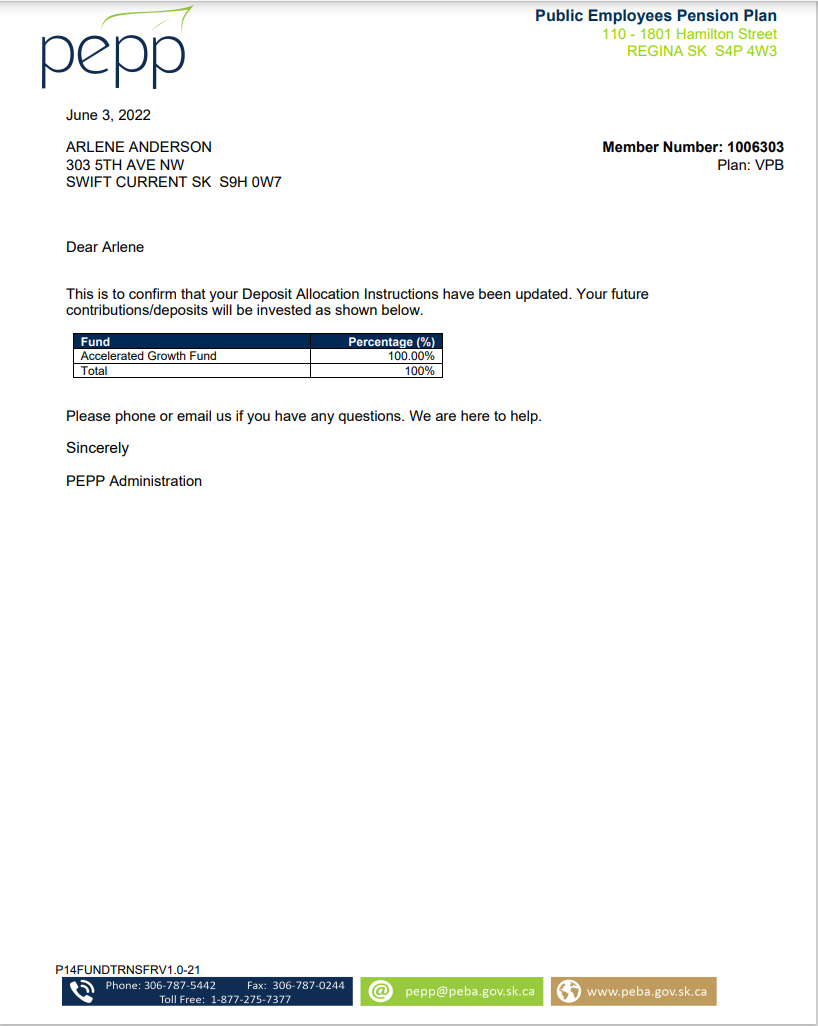 pepp
Public Employees Pension Plan
110 - 1801 Hamilton Street
REGINA SK  S4P 4W3
June 3, 2022
ARLENE ANDERSON
303 5TH AVE NW
SWIFT CURRENT SK  S9H 0W7
Member Number: 1006303
Plan: VPB
Dear Arlene
This is to confirm that your Deposit Allocation Instructions have been updated. Your future
contributions/deposits will be invested as shown below.
Fund Percentage (%)
Accelerated Growth Fund 100.00%
Total 100%
Please phone or email us if you have any questions. We are here to help.
Sincerely
PEPP Administration
P14FUNDTRNSFRV1.0-21
Phone: 306-787-5442 Fax: 306-787-0244
Toll Free: 1-877-275-7377
@ pepp@peba.gov.sk.ca
www.peba.gov.sk.ca